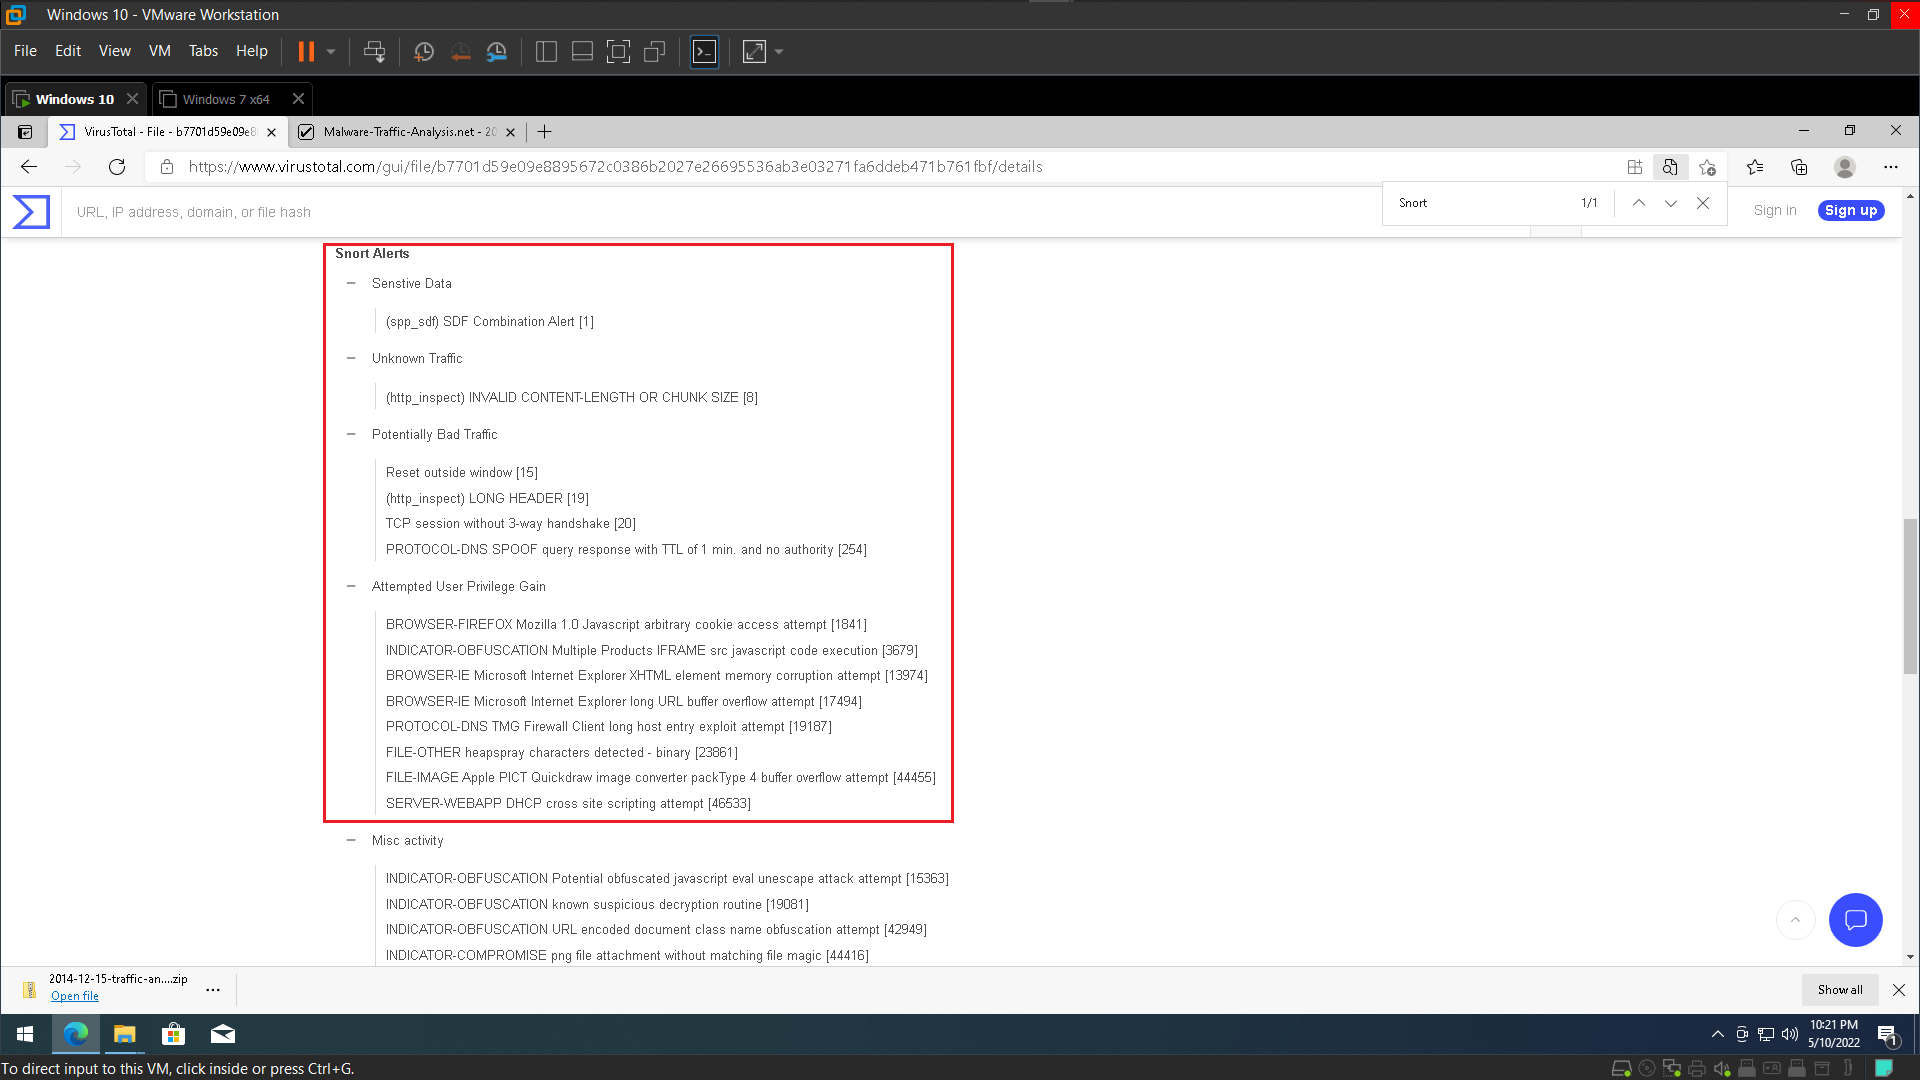 Windows 10 - VMware Workstation
File Edit View VM Tabs Help
Windows 10
Windows 7 x64
VirusTotal - File - b7701d59e09e8
Malware-Traffic-Analysis.net - 20
https://www.virustotal.com/gui/file/b7701d59e09e8895672c0386b2027e26695536ab3e03271fa6ddeb471b761fbf/details
URL, IP address, domain, or file hash
Snort
1/1
Sign in
Sign up
Snort Alerts
Senstive Data
(spp_sdf) SDF Combination Alert [1]
Unknown Traffic
(http_inspect) INVALID CONTENT-LENGTH OR CHUNK SIZE [8]
Potentially Bad Traffic
Reset outside window [15]
(http_inspect) LONG HEADER [19]
TCP session without 3-way handshake [20]
PROTOCOL-DNS SPOOF query response with TTL of 1 min. and no authority [254]
Attempted User Privilege Gain
BROWSER-FIREFOX Mozilla 1.0 Javascript arbitrary cookie access attempt [1841]
INDICATOR-OBFUSCATION Multiple Products IFRAME src javascript code execution [3679]
BROWSER-IE Microsoft Internet Explorer XHTML element memory corruption attempt [13974]
BROWSER-IE Microsoft Internet Explorer long URL buffer overflow attempt [17494]
PROTOCOL-DNS TMG Firewall Client long host entry exploit attempt [19187]
FILE-OTHER heapspray characters detected - binary [23861]
FILE-IMAGE Apple PICT Quickdraw image converter packType 4 buffer overflow attempt [44455]
SERVER-WEBAPP DHCP cross site scripting attempt [46533]
Misc activity
INDICATOR-OBFUSCATION Potential obfuscated javascript eval unescape attack attempt [15363]
INDICATOR-OBFUSCATION known suspicious decryption routine [19081]
INDICATOR-OBFUSCATION URL encoded document class name obfuscation attempt [42949]
INDICATOR-COMPROMISE png file attachment without matching file magic [44416]
2014-12-15-traffic-an....zip
Open file
Show all
10:21 PM
5/10/2022
1
To direct input to this VM, click inside or press Ctrl+G.